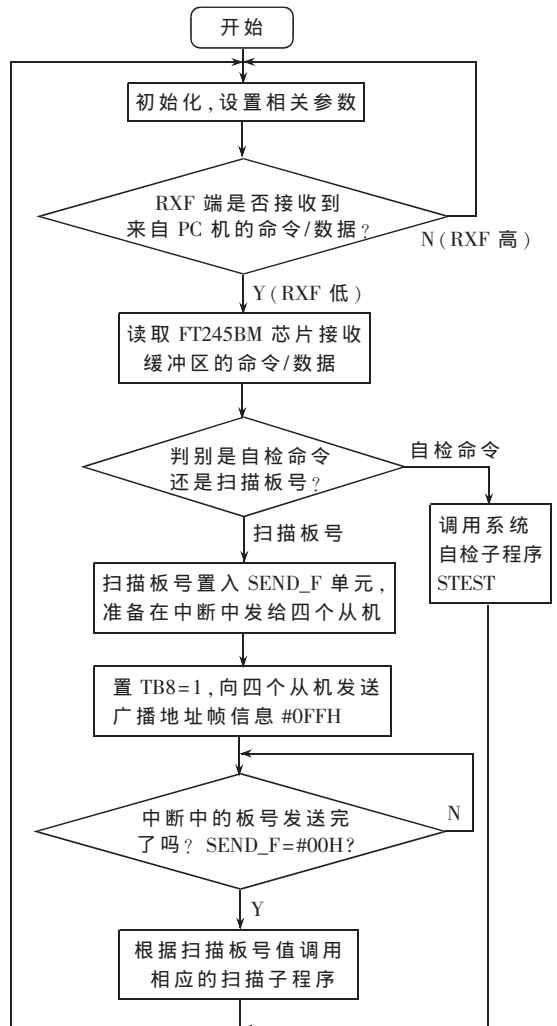 开始
初始化,设置相关参数
RXF 端是否接收到
来自 PC 机的命令/数据?
N(RXF 高)
Y(RXF 低)
读取 FT245BM 芯片接收
缓冲区的命令/数据
判别是自检命令
还是扫描板号?
自检命令
扫描板号
调用系统
自检子程序
STEST
扫描板号置入 SEND_F 单元,
准备在中断中发给四个从机
置 TB8=1,向四个从机发送
广播地址帧信息 #0FFH
中断中的板号发送完
了吗? SEND_F=#00H?
N
Y
根据扫描板号值调用
相应的扫描子程序